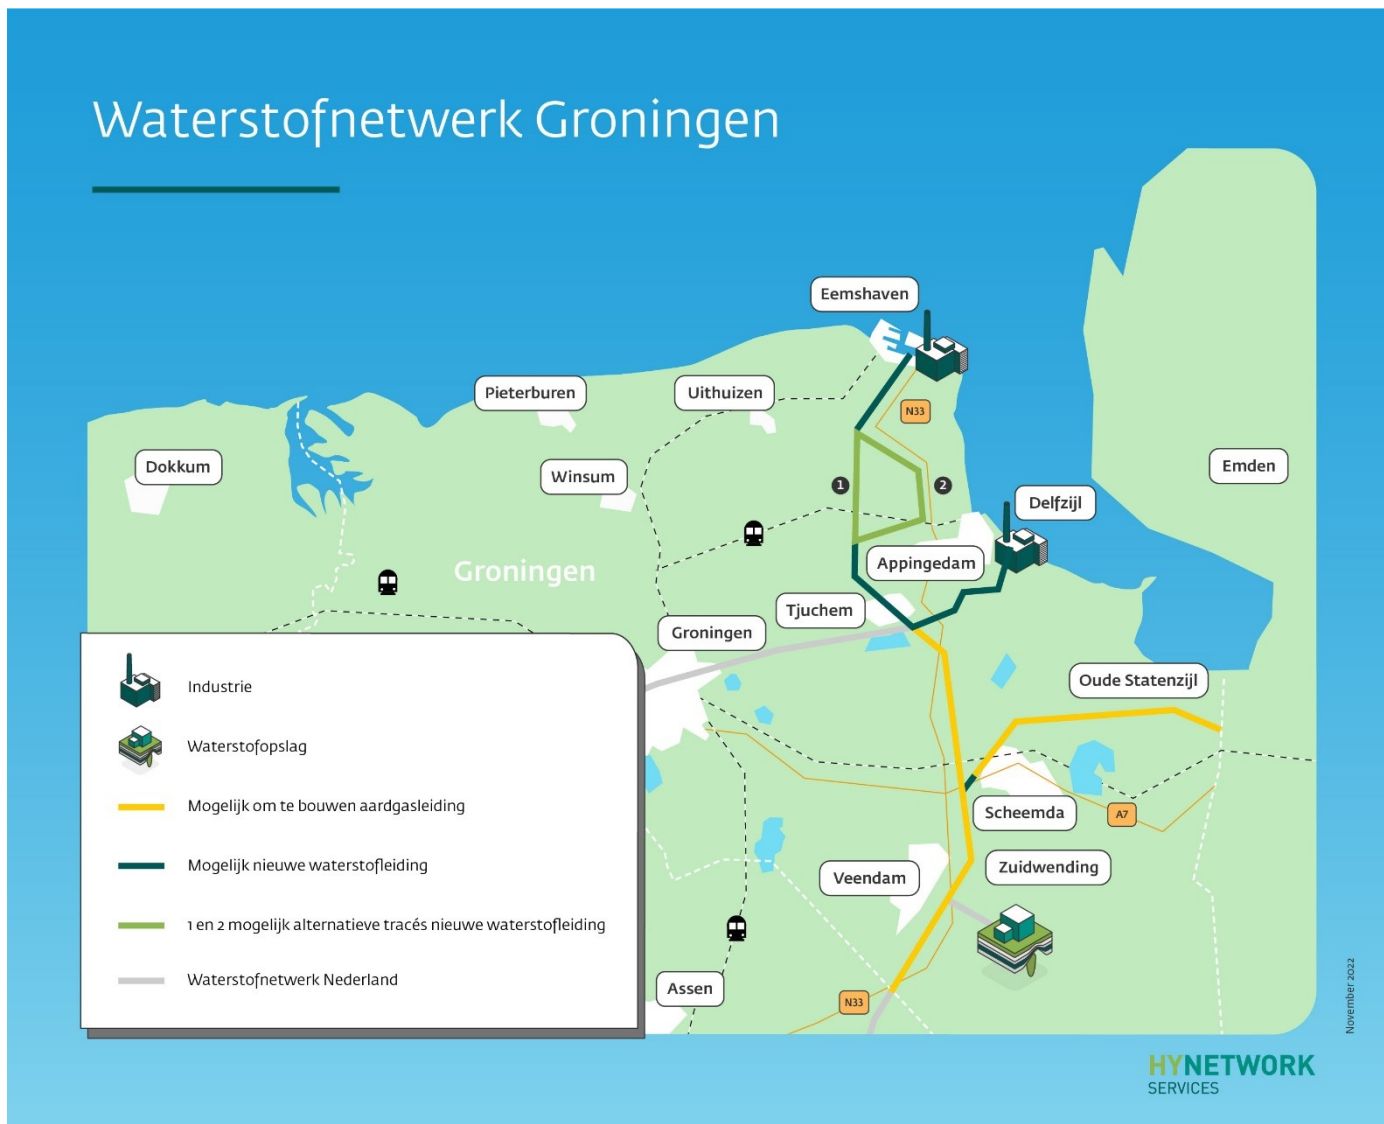 Waterstofnetwerk Groningen
Eemshaven
Pieterburen
Uithuizen
N33
Dokkum
Winsum
Emden
1
2
Delfzijl
Groningen
Appingedam
Tjuchem
Groningen
Oude Statenzijl
Industrie
Waterstofopslag
Mogelijk om te bouwen aardgasleiding
Mogelijk nieuwe waterstofleiding
1 en 2 mogelijk alternatieve tracés nieuwe waterstofleiding
Waterstofnetwerk Nederland
Scheemda
A7
Zuidwending
Veendam
Assen
N33
November 2022
HYNETWORK
SERVICES